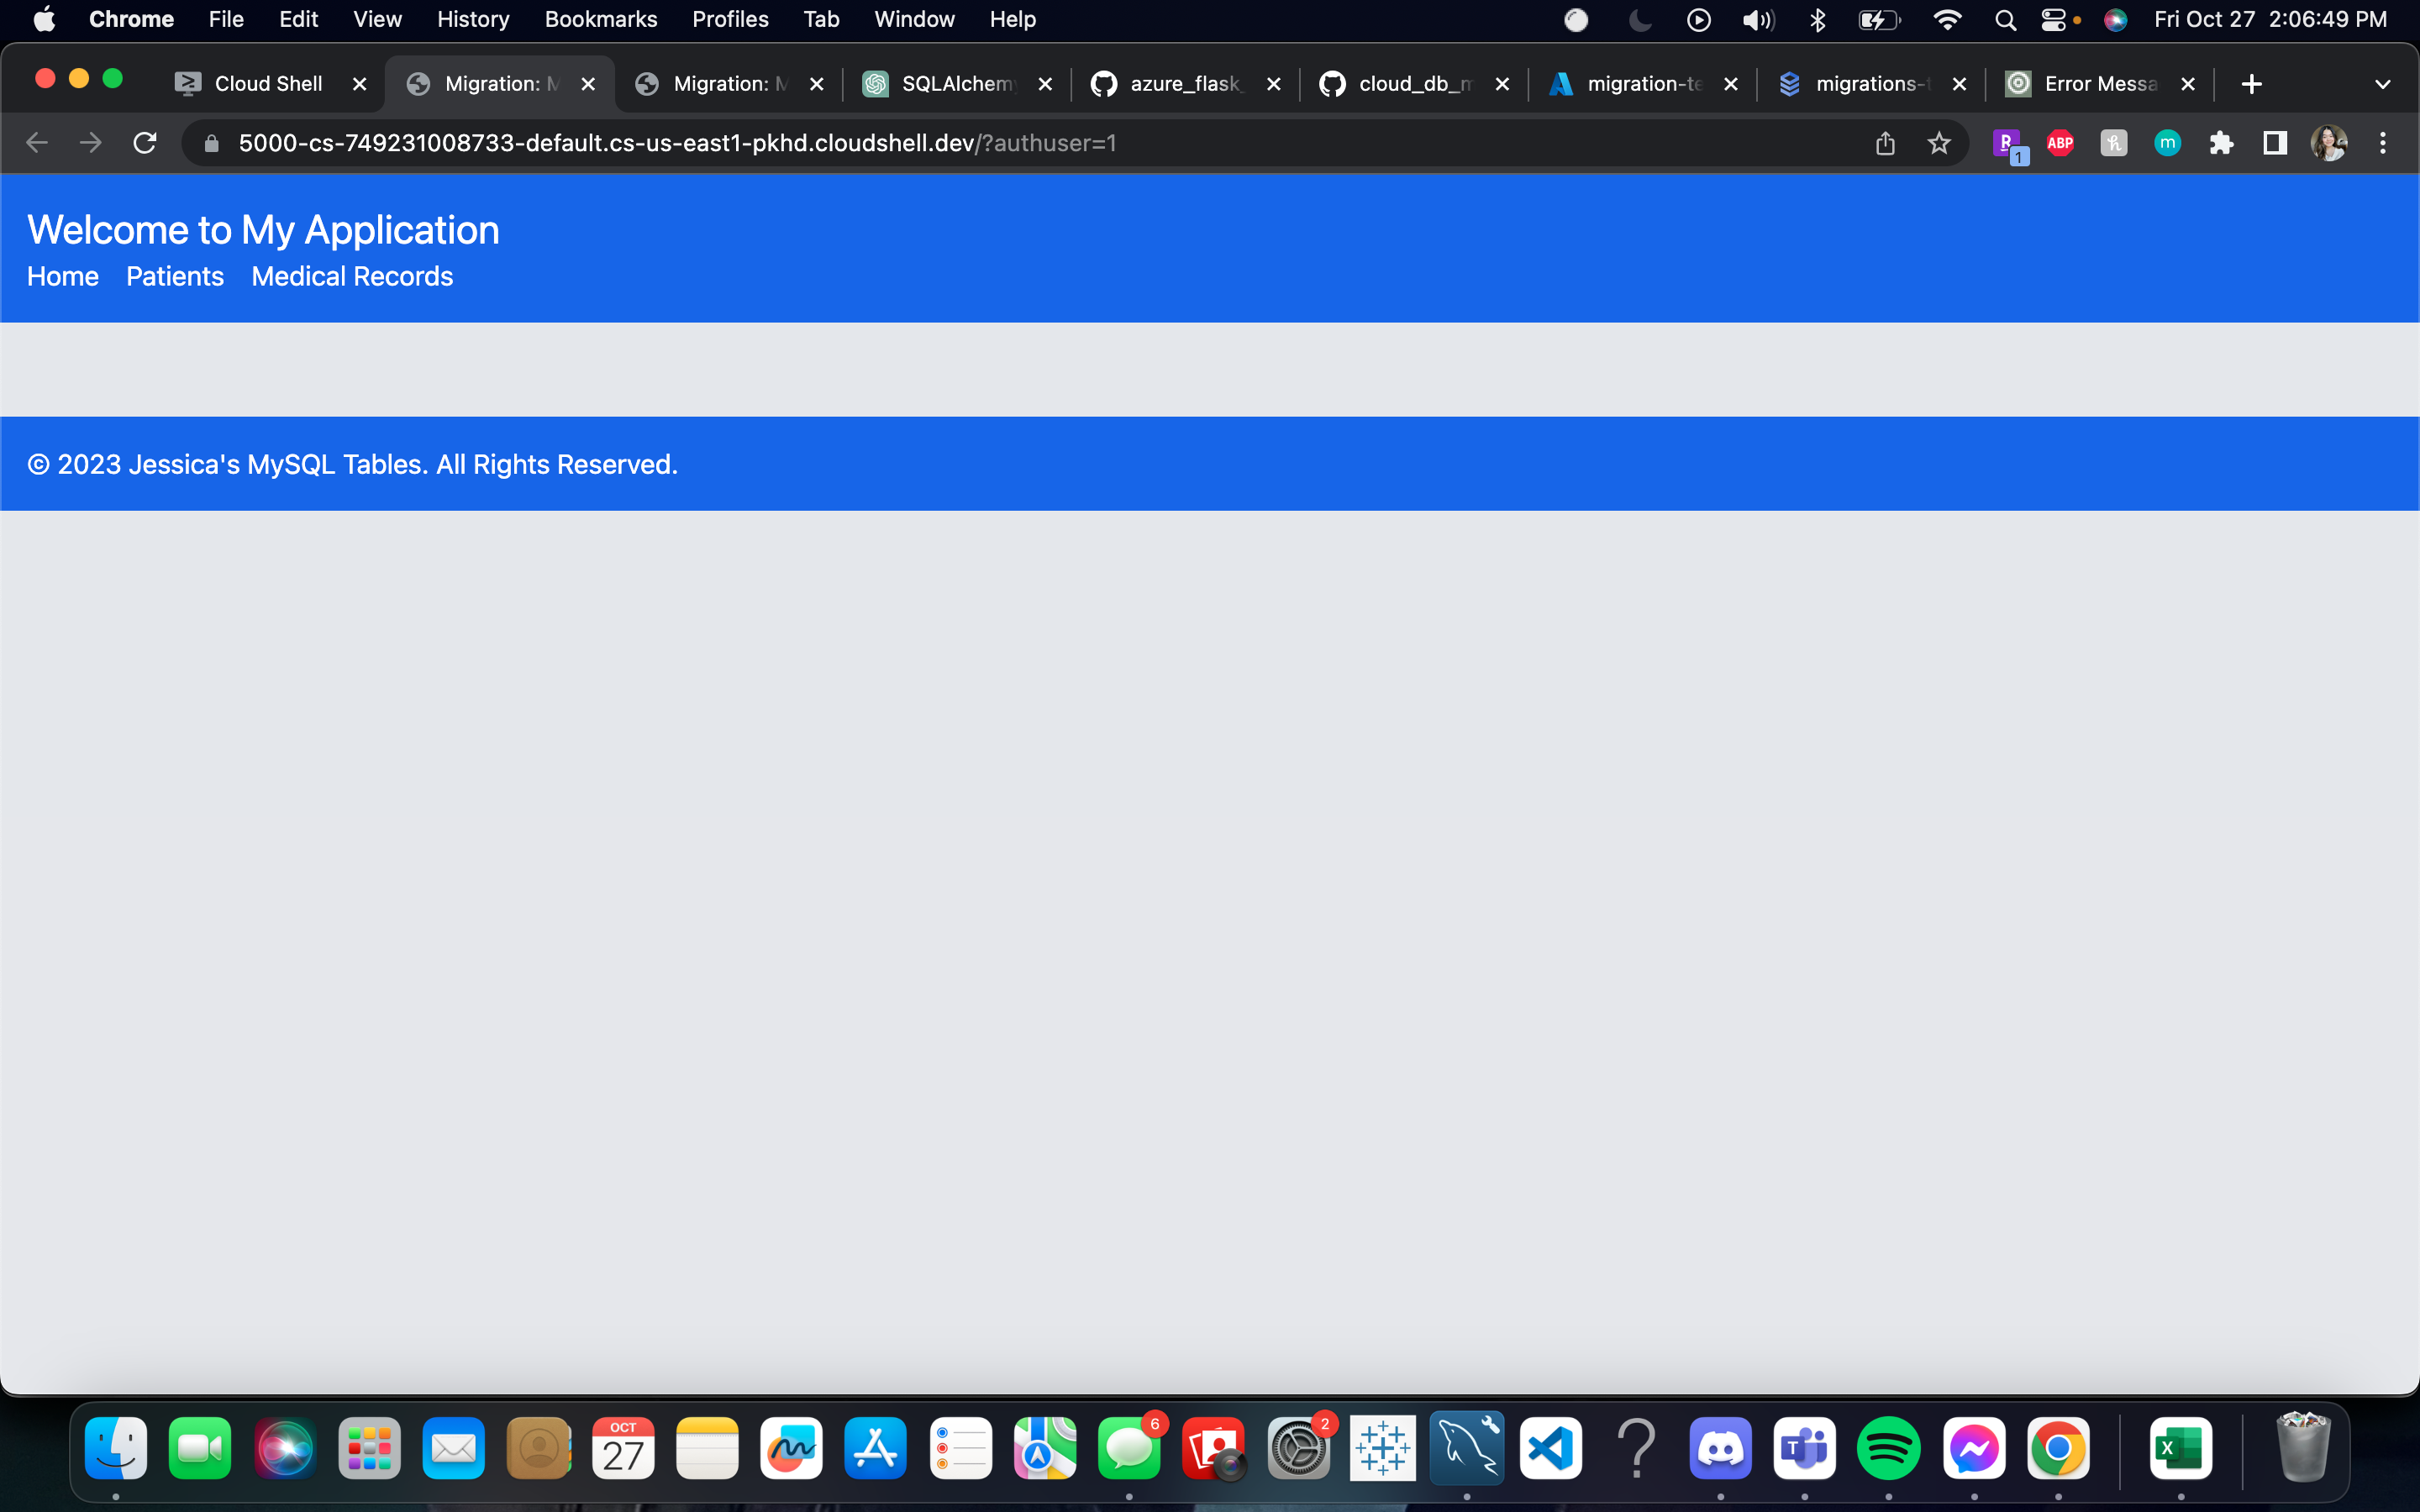 Chrome File Edit View History Bookmarks Profiles Tab Window Help Fri Oct 27 2:06:49 PM
Cloud Shell Migration: M Migration: M SQLAlchem azure_flask_ cloud_db_m migration-te migrations-t Error Messa
5000-cs-749231008733-default.cs-us-east1-pkhd.cloudshell.dev/?authuser=1
1 ABP h m
Welcome to My Application
Home Patients Medical Records
© 2023 Jessica's MySQL Tables. All Rights Reserved.
OCT 6 2
27 T X